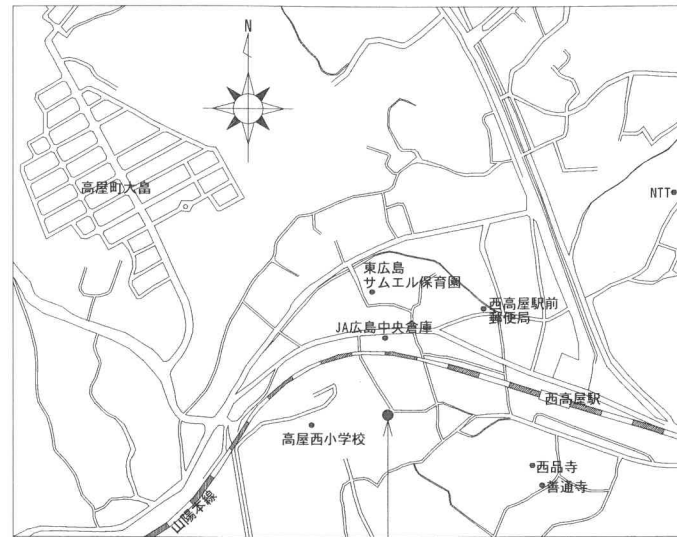 N
高屋町大畠
NTT
東広島
サムエル保育園
西高屋駅前
郵便局
JA広島中央倉庫
西高屋駅
高屋西小学校
西品寺
善通寺
山陽本線